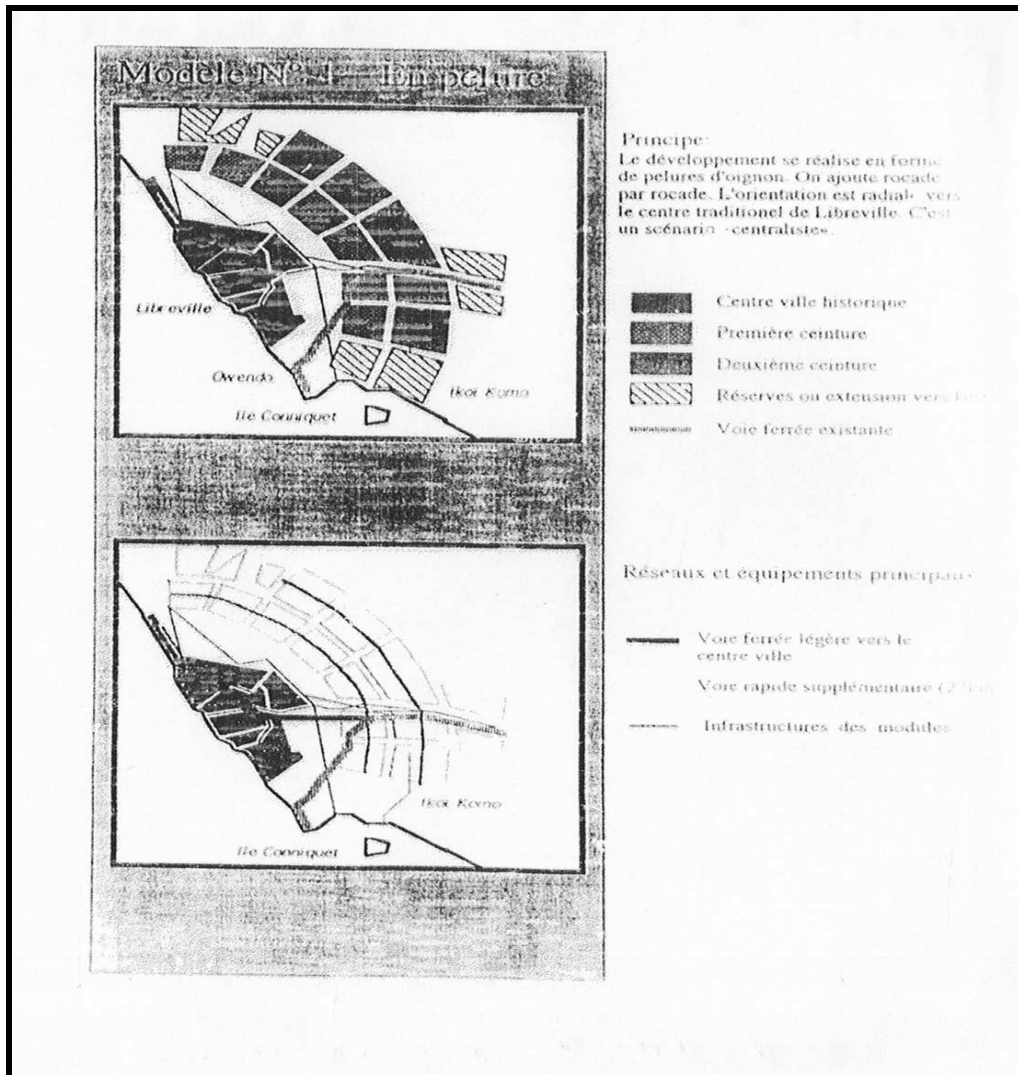 Modèle N° En pelure
Principe:
Le développement se réalise en forme
de pelures d'oignon. On ajoute rocade
par rocade. L'orientation est vers
le centre traditionel de Libreville. C'est
un scénario centraliste«.
Libreville
Owendo
Ikoi Komo
Ile Conniquet
Centre ville historique
Première ceinture
Deuxième ceinture
Réserves ou extension vers
Voie ferrée existante
Réseaux et équipements
Voie ferrée légère vers le
centre ville
Voie rapide supplémentaire
Infrastructures des modules
Ikoi Komo
Ile Conniquet